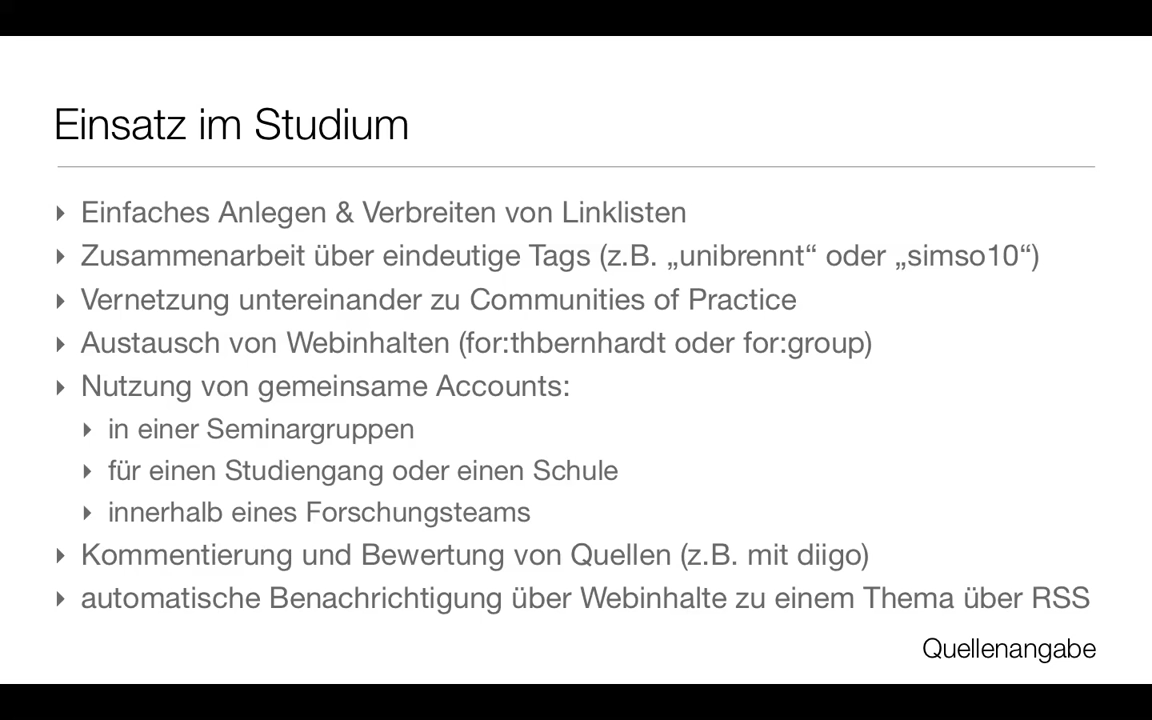 Einsatz im Studium
Einfaches Anlegen & Verbreiten von Linklisten
Zusammenarbeit über eindeutige Tags (z.B. „unibrennt“ oder „simso10“)
Vernetzung untereinander zu Communities of Practice
Austausch von Webinhalten (for:thbernhardt oder for:group)
Nutzung von gemeinsame Accounts:
in einer Seminargruppen
für einen Studiengang oder einen Schule
innerhalb eines Forschungsteams
Kommentierung und Bewertung von Quellen (z.B. mit diigo)
automatische Benachrichtigung über Webinhalte zu einem Thema über RSS
Quellenangabe